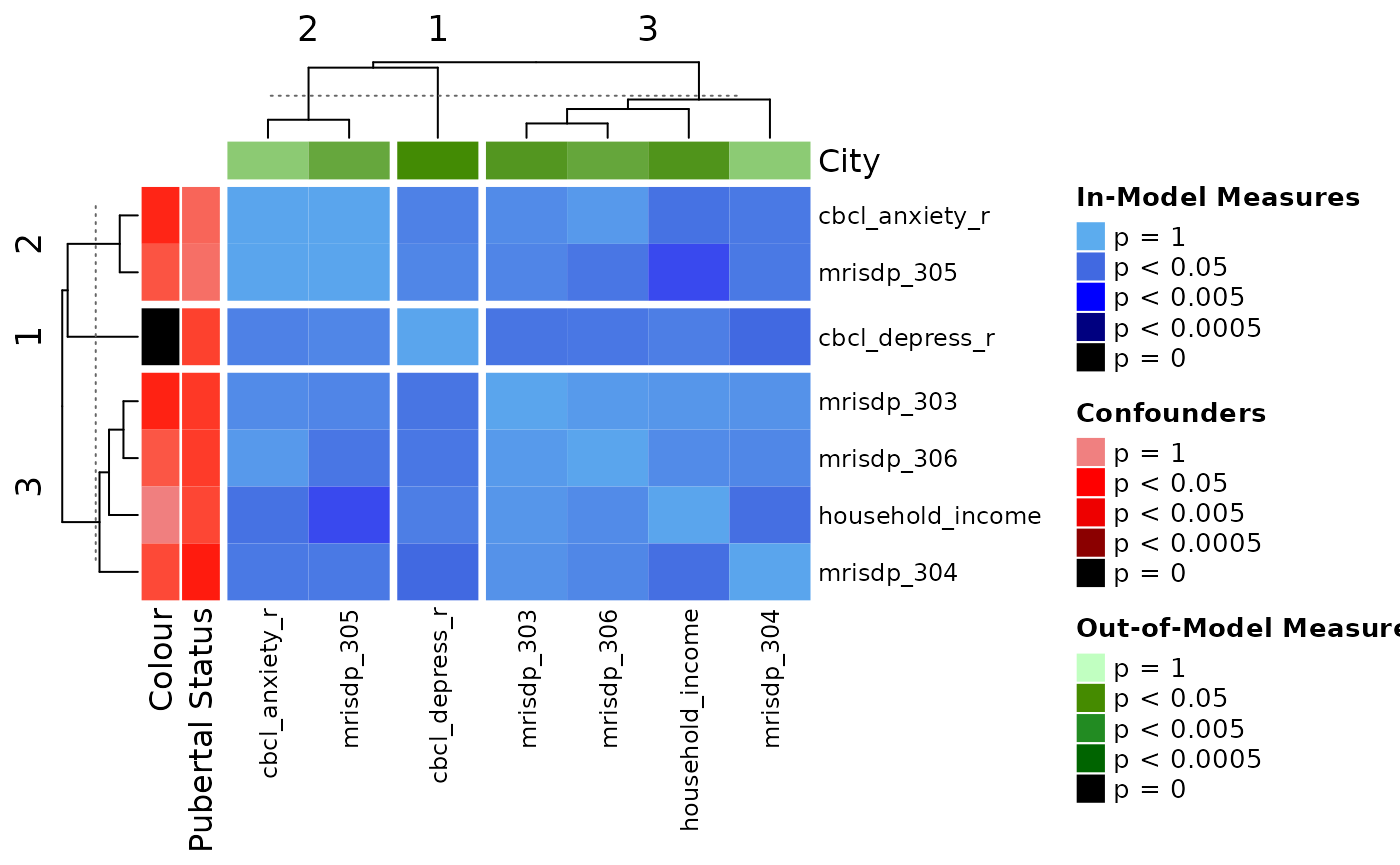 2 1 3
City
2
1
3
cbcl_anxiety_r
mrisdp_305
cbcl_depress_r
mrisdp_303
mrisdp_306
household_income
mrisdp_304
Colour
Pubertal Status
cbcl_anxiety_r
mrisdp_305
cbcl_depress_r
mrisdp_303
mrisdp_306
household_income
mrisdp_304
In-Model Measures
p = 1
p < 0.05
p < 0.005
p < 0.0005
p = 0
Confounders
p = 1
p < 0.05
p < 0.005
p < 0.0005
p = 0
Out-of-Model Measure
p = 1
p < 0.05
p < 0.005
p < 0.0005
p = 0